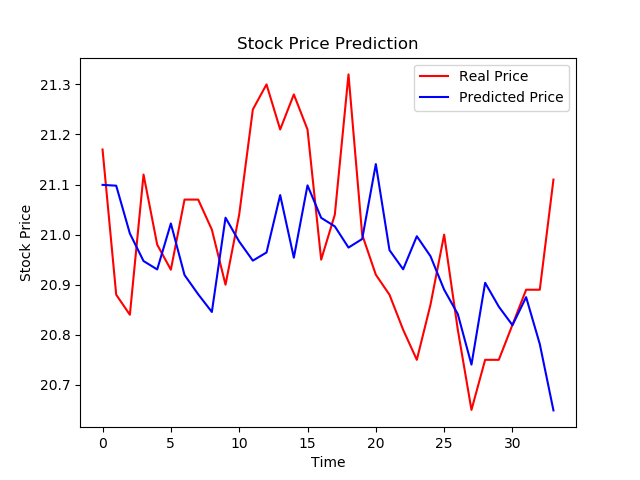 Stock Price Prediction
Real Price
Predicted Price
Stock Price
21.3
21.2
21.1
21.0
20.9
20.8
20.7
0 5 10 15 20 25 30
Time